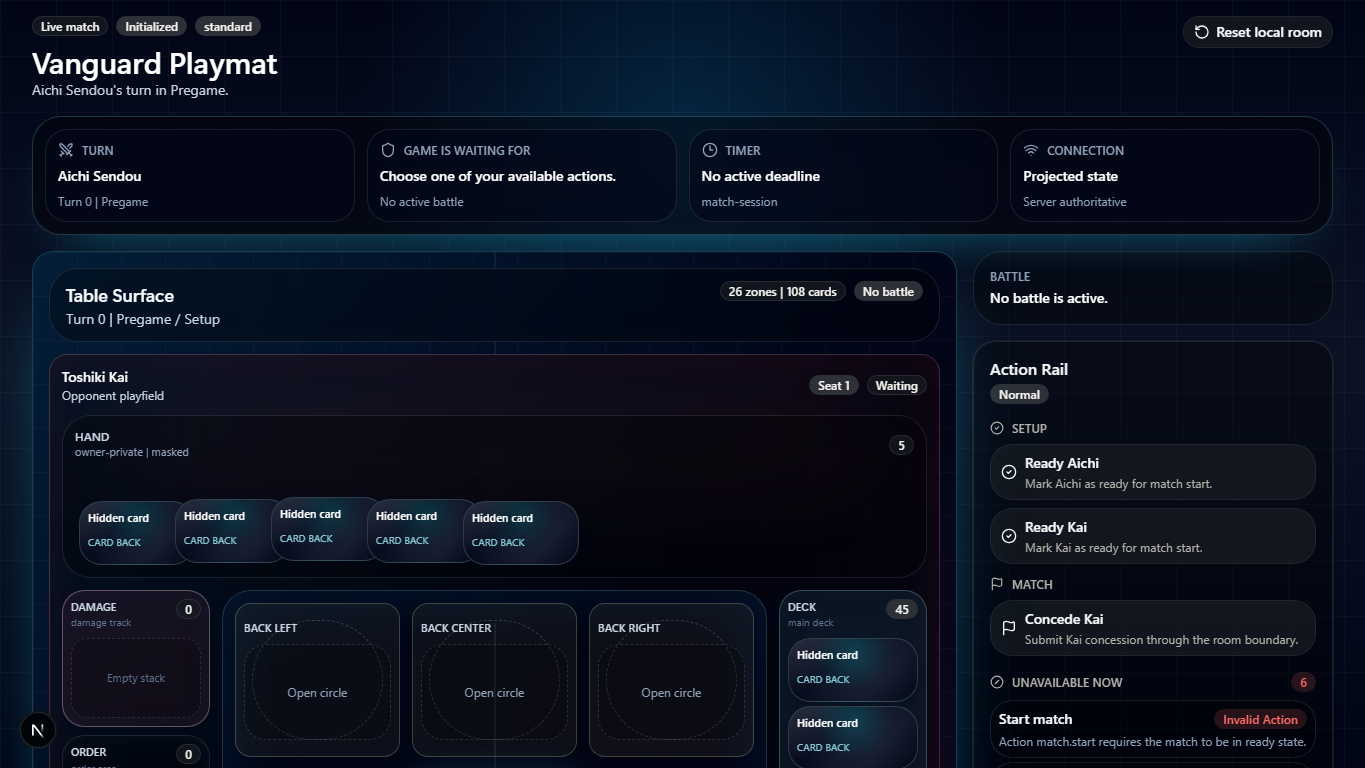 Live match
Initialized
standard
Reset local room
Vanguard Playmat
Aichi Sendou's turn in Pregame.
TURN
Aichi Sendou
Turn 0 | Pregame
GAME IS WAITING FOR
Choose one of your available actions.
No active battle
TIMER
No active deadline
match-session
CONNECTION
Projected state
Server authoritative
Table Surface
Turn 0 | Pregame / Setup
26 zones | 108 cards
No battle
Toshiki Kai
Opponent playfield
Seat 1
Waiting
HAND
owner-private | masked
5
Hidden card
CARD BACK
Hidden card
CARD BACK
Hidden card
CARD BACK
Hidden card
CARD BACK
Hidden card
CARD BACK
DAMAGE
damage track
0
Empty stack
ORDER
0
BACK LEFT
Open circle
BACK CENTER
Open circle
BACK RIGHT
Open circle
DECK
main deck
45
Hidden card
CARD BACK
Hidden card
CARD BACK
BATTLE
No battle is active.
Action Rail
Normal
SETUP
Ready Aichi
Mark Aichi as ready for match start.
Ready Kai
Mark Kai as ready for match start.
MATCH
Concede Kai
Submit Kai concession through the room boundary.
UNAVAILABLE NOW
6
Start match
Invalid Action
Action match.start requires the match to be in ready state.
N